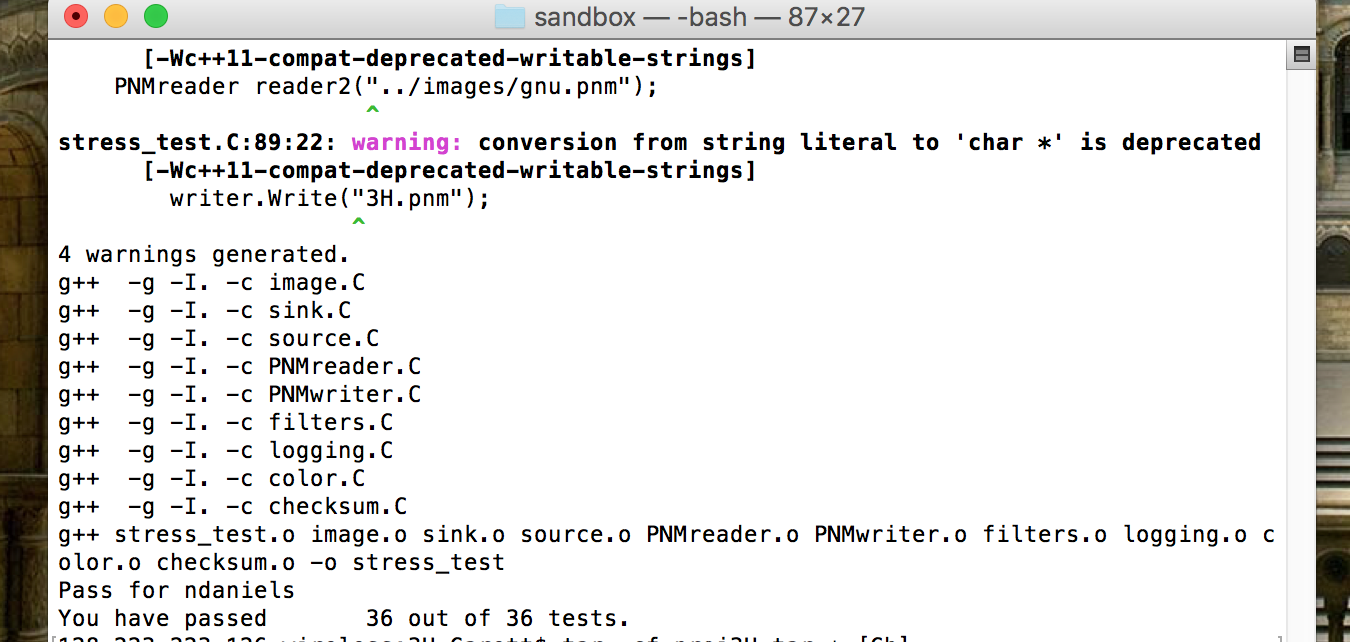 sandbox — -bash — 87×27
[-Wc++11-compat-deprecated-writable-strings]
PNMreader reader2("../images/gnu.pnm");
^
stress_test.C:89:22: warning: conversion from string literal to 'char *' is deprecated
[-Wc++11-compat-deprecated-writable-strings]
writer.Write("3H.pnm");
^
4 warnings generated.
g++  -g -I. -c image.C
g++  -g -I. -c sink.C
g++  -g -I. -c source.C
g++  -g -I. -c PNMreader.C
g++  -g -I. -c PNMwriter.C
g++  -g -I. -c filters.C
g++  -g -I. -c logging.C
g++  -g -I. -c color.C
g++  -g -I. -c checksum.C
g++ stress_test.o image.o sink.o source.o PNMreader.o PNMwriter.o filters.o logging.o c
olor.o checksum.o -o stress_test
Pass for ndaniels
You have passed       36 out of 36 tests.